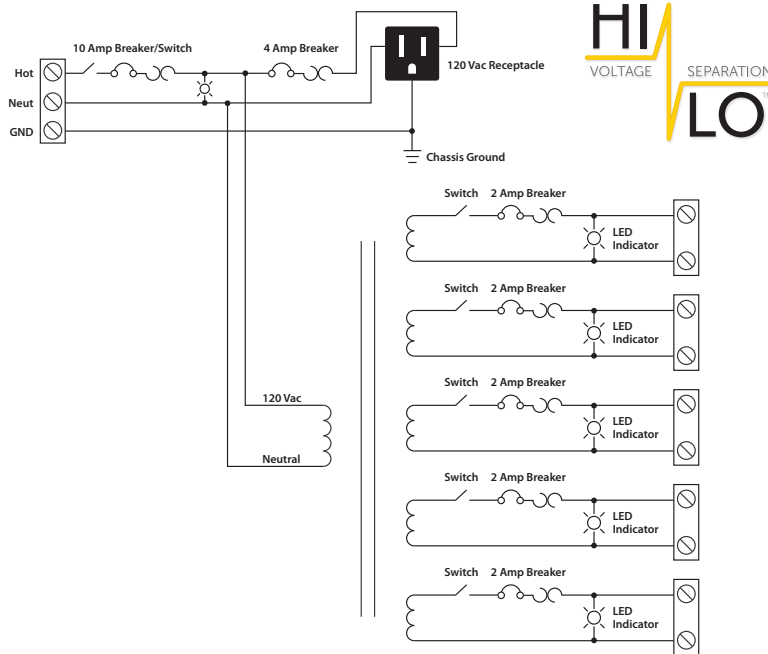 HI
VOLTAGE SEPARATION
LO™
10 Amp Breaker/Switch
4 Amp Breaker
120 Vac Receptacle
Hot
Neut
GND
Chassis Ground
Switch 2 Amp Breaker
LED
Indicator
Switch 2 Amp Breaker
LED
Indicator
120 Vac
Neutral
Switch 2 Amp Breaker
LED
Indicator
Switch 2 Amp Breaker
LED
Indicator
Switch 2 Amp Breaker
LED
Indicator